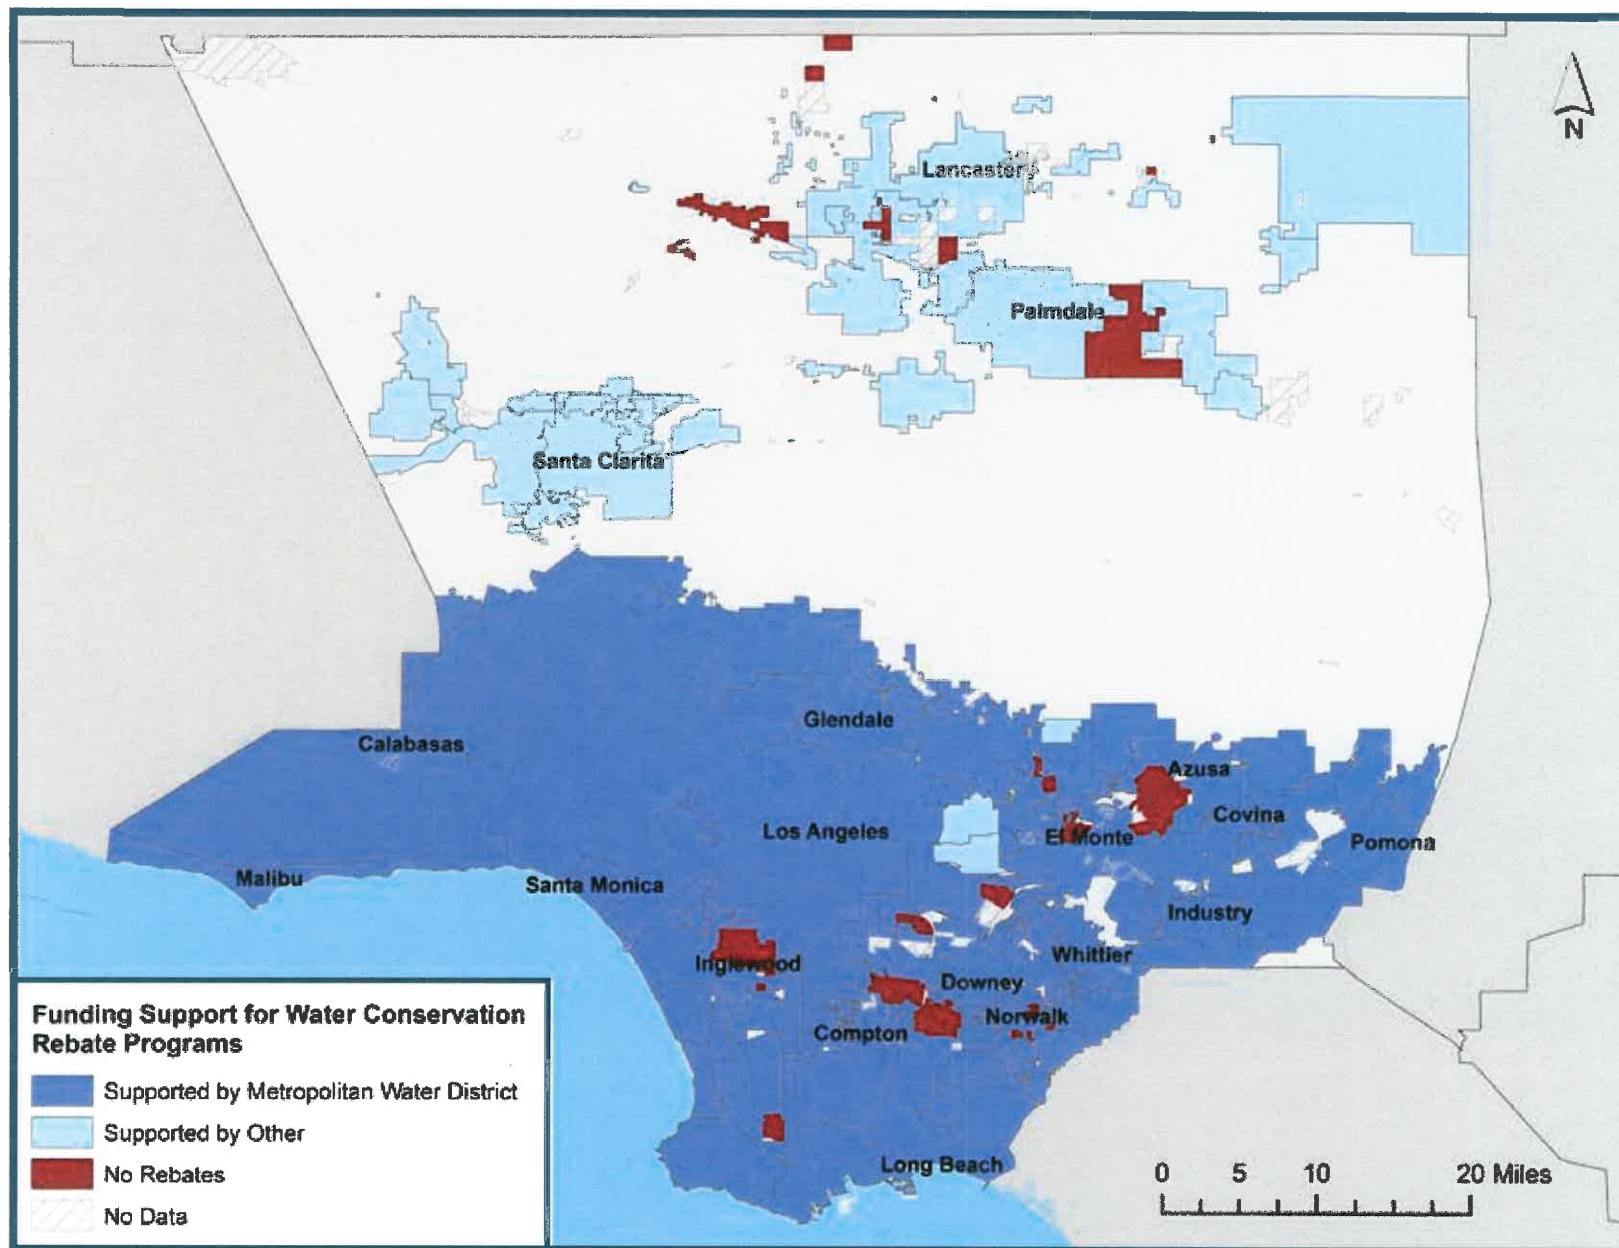 N
Lancaster
Palmdale
Santa Clarita
Glendale
Calabasas
Azusa
Covina
Los Angeles
El Monte
Pomona
Malibu
Santa Monica
Industry
Whittier
Inglewood
Downey
Norwalk
Compton
Long Beach
Funding Support for Water Conservation
Rebate Programs
Supported by Metropolitan Water District
Supported by Other
No Rebates
No Data
0 5 10 20 Miles